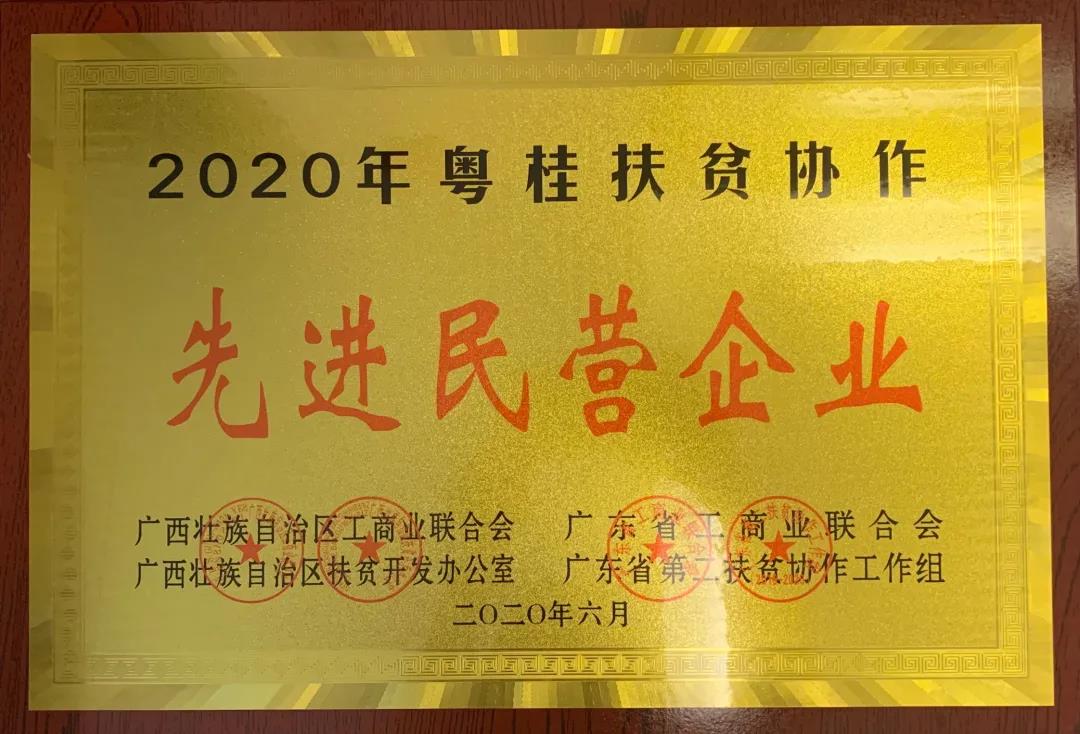 2020年粤桂扶贫协作
先进民营企业
广西壮族自治区工商业联合会 广东省工商业联合会
广西壮族自治区扶贫开发办公室 广东省第二扶贫协作工作组
二〇二〇年六月